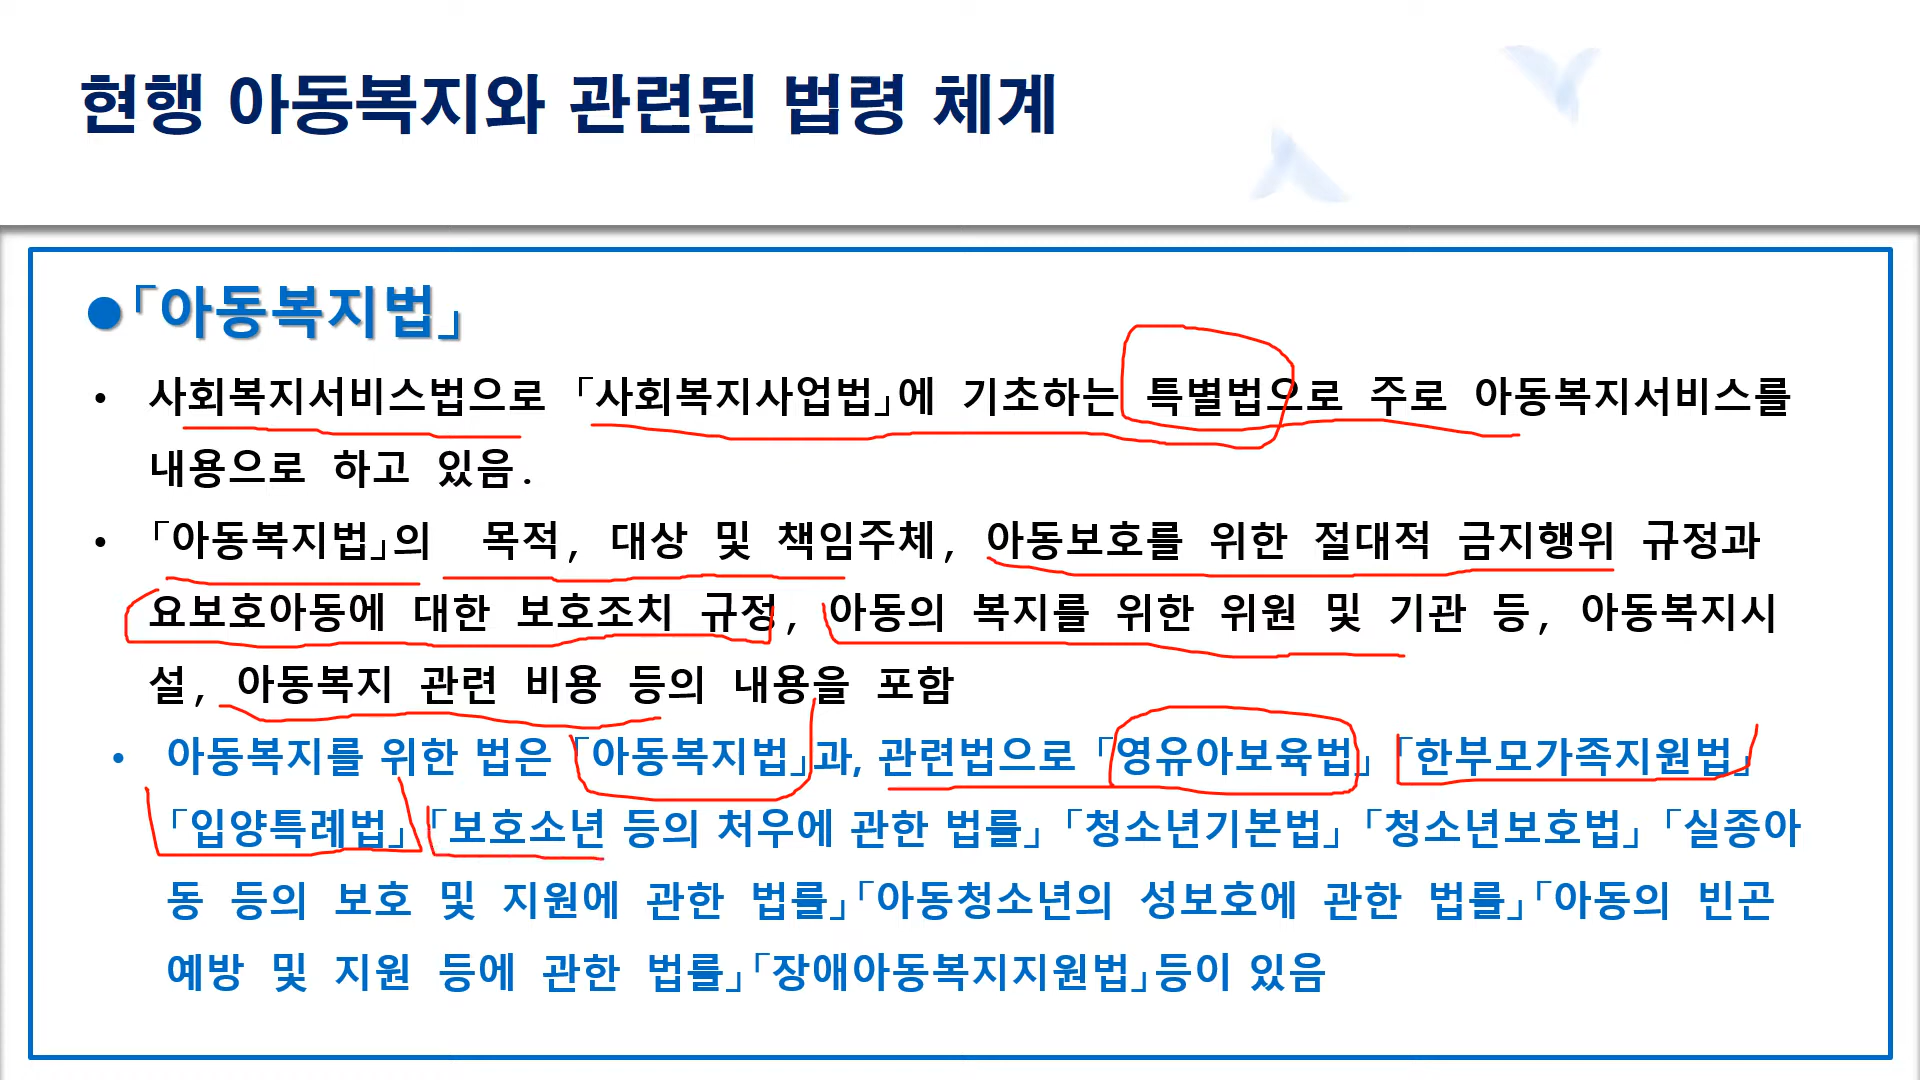 현행 아동복지와 관련된 법령 체계
●「아동복지법」
• 사회복지서비스법으로 「사회복지사업법」에 기초하는 특별법으로 주로 아동복지서비스를
내용으로 하고 있음.
• 「아동복지법」의 목적, 대상 및 책임주체, 아동보호를 위한 절대적 금지행위 규정과
요보호아동에 대한 보호조치 규정, 아동의 복지를 위한 위원 및 기관 등, 아동복지시
설, 아동복지 관련 비용 등의 내용을 포함
• 아동복지를 위한 법은 「아동복지법」과, 관련법으로 「영유아보육법」 「한부모가족지원법」
「입양특례법」 「보호소년 등의 처우에 관한 법률」 「청소년기본법」 「청소년보호법」 「실종아
동 등의 보호 및 지원에 관한 법률」「아동청소년의 성보호에 관한 법률」「아동의 빈곤
예방 및 지원 등에 관한 법률」「장애아동복지지원법」등이 있음